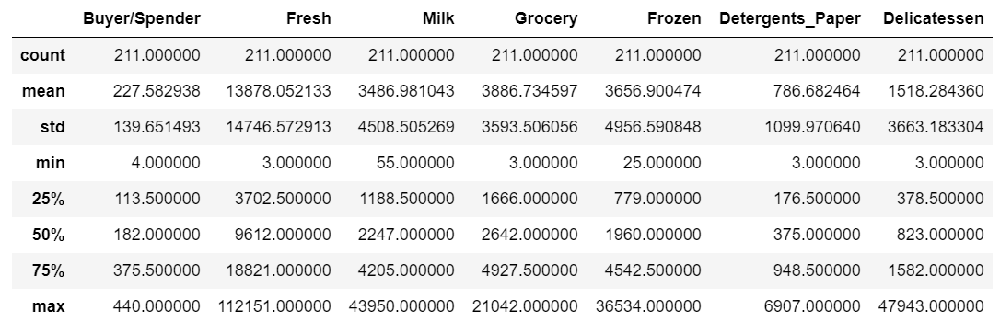 Buyer/Spender Fresh Milk Grocery Frozen Detergents_Paper Delicatessen
count 211.000000 211.000000 211.000000 211.000000 211.000000 211.000000 211.000000
mean 227.582938 13878.052133 3486.981043 3886.734597 3656.900474 786.682464 1518.284360
std 139.651493 14746.572913 4508.505269 3593.506056 4956.590848 1099.970640 3663.183304
min 4.000000 3.000000 55.000000 3.000000 25.000000 3.000000 3.000000
25% 113.500000 3702.500000 1188.500000 1666.000000 779.000000 176.500000 378.500000
50% 182.000000 9612.000000 2247.000000 2642.000000 1960.000000 375.000000 823.000000
75% 375.500000 18821.000000 4205.000000 4927.500000 4542.500000 948.500000 1582.000000
max 440.000000 112151.000000 43950.000000 21042.000000 36534.000000 6907.000000 47943.000000